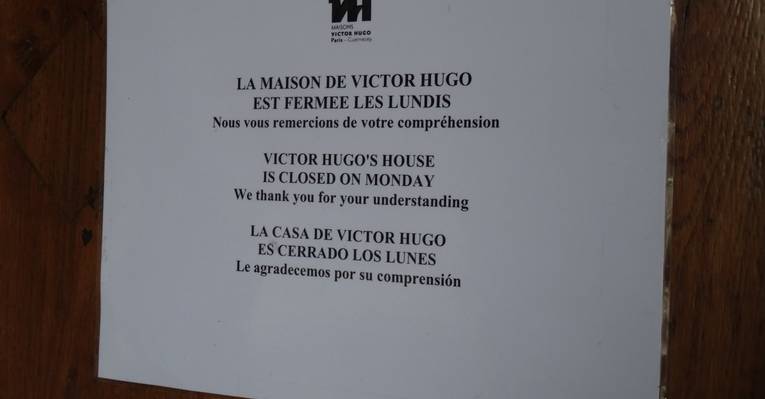 MAISONS
VICTOR HUGO
Paris - Guernesey
LA MAISON DE VICTOR HUGO
EST FERMEE LES LUNDIS
Nous vous remercions de votre compréhension
VICTOR HUGO'S HOUSE
IS CLOSED ON MONDAY
We thank you for your understanding
LA CASA DE VICTOR HUGO
ES CERRADO LOS LUNES
Le agradecemos por su comprensión